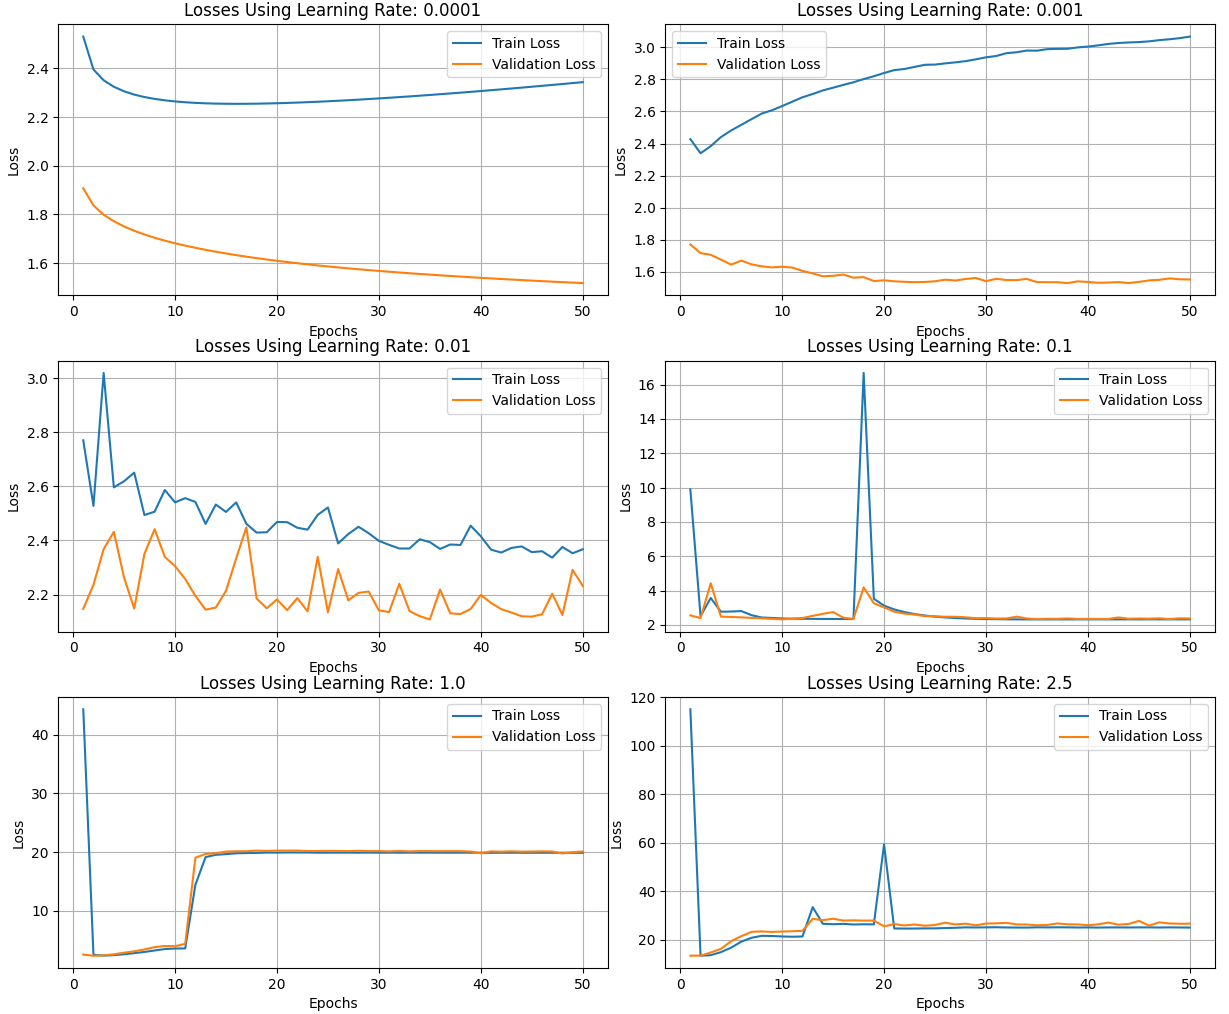 Losses Using Learning Rate: 0.0001
Loss
2.4
2.2
2.0
1.8
1.6
Train Loss
Validation Loss
0 10 20 30 40 50
Epochs
Losses Using Learning Rate: 0.001
Loss
3.0
2.8
2.6
2.4
2.2
2.0
1.8
1.6
Train Loss
Validation Loss
0 10 20 30 40 50
Epochs
Losses Using Learning Rate: 0.01
Loss
3.0
2.8
2.6
2.4
2.2
Train Loss
Validation Loss
0 10 20 30 40 50
Epochs
Losses Using Learning Rate: 0.1
Loss
16
14
12
10
8
6
4
2
Train Loss
Validation Loss
0 10 20 30 40 50
Epochs
Losses Using Learning Rate: 1.0
Loss
40
30
20
10
Train Loss
Validation Loss
0 10 20 30 40 50
Epochs
Losses Using Learning Rate: 2.5
Loss
120
100
80
60
40
20
Train Loss
Validation Loss
0 10 20 30 40 50
Epochs